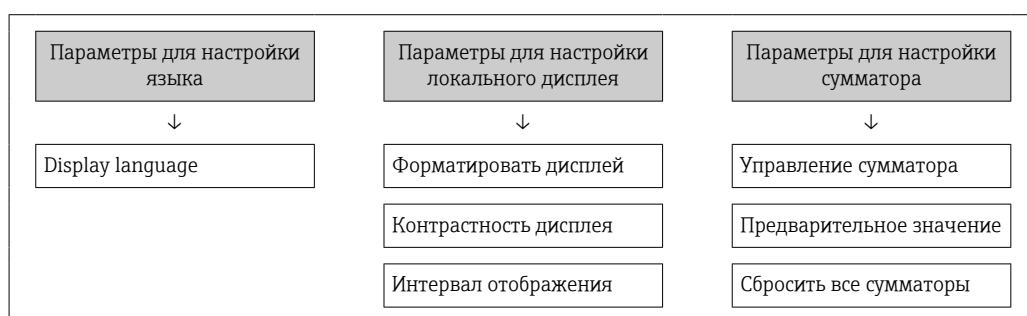 Параметры для настройки
языка
↓
Display language
Параметры для настройки
локального дисплея
↓
Форматировать дисплей
Контрастность дисплея
Интервал отображения
Параметры для настройки
сумматора
↓
Управление сумматора
Предварительное значение
Сбросить все сумматоры